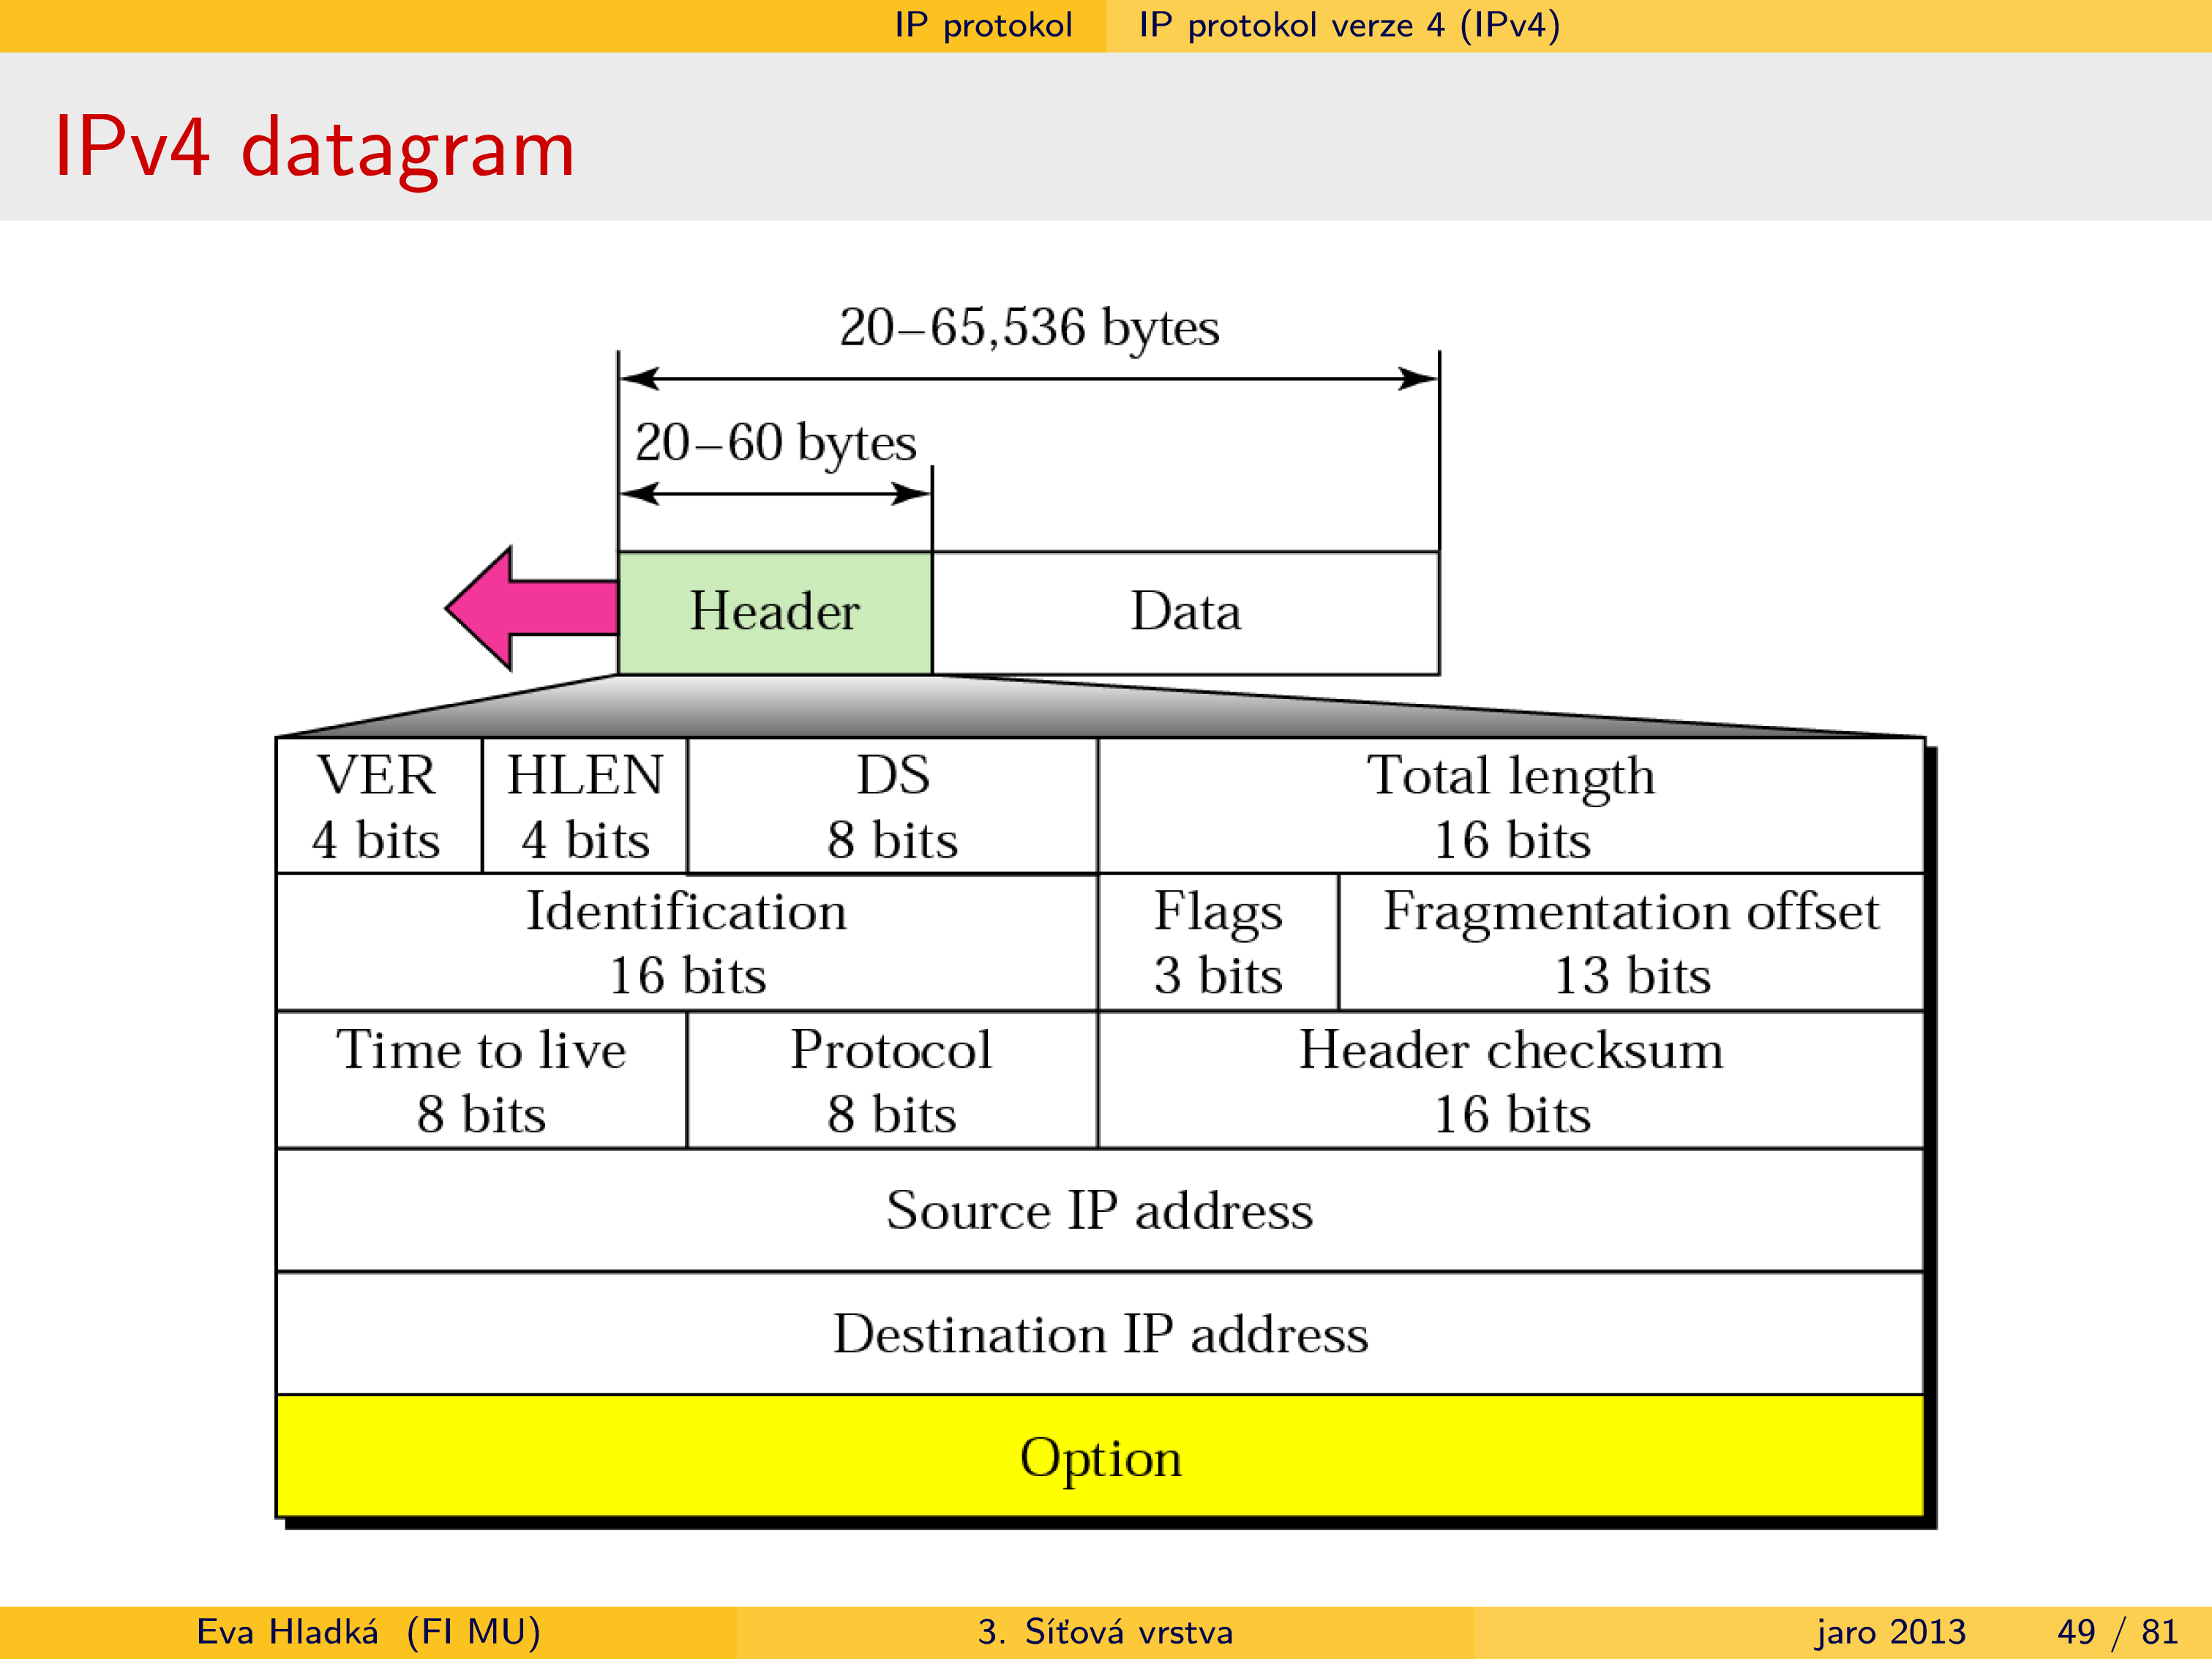 IP protokol IP protokol verze 4 (IPv4)
IPv4 datagram
20–65,536 bytes
20–60 bytes
Header Data
VER HLEN DS Total length
4 bits 4 bits 8 bits 16 bits
Identification Flags Fragmentation offset
16 bits 3 bits 13 bits
Time to live Protocol Header checksum
8 bits 8 bits 16 bits
Source IP address
Destination IP address
Option
Eva Hladká (FI MU) 3. Síťová vrstva jaro 2013 49 / 81